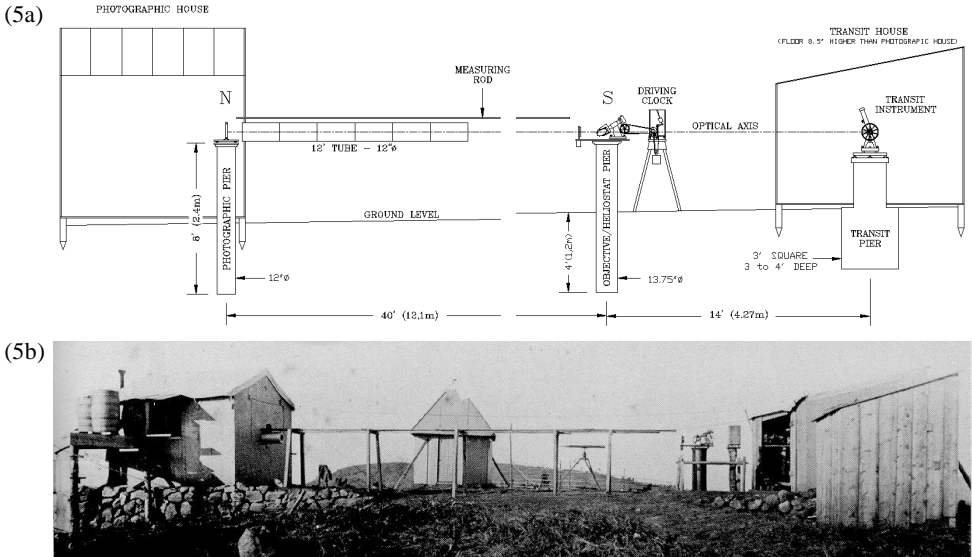 (5a)
PHOTOGRAPHIC HOUSE
TRANSIT HOUSE
(FLOOR 8.5" HIGHER THAN PHOTOGRAPIC HOUSE)
MEASURING
ROD
N
S
DRIVING
CLOCK
TRANSIT
INSTRUMENT
OPTICAL AXIS
12' TUBE - 12"ø
8' (2.4m)
PHOTOGRAPHIC PIER
GROUND LEVEL
4'(1,2m)
OBJECTIVE/HELIOSTAT PIER
TRANSIT
PIER
3' SQUARE
3 to 4' DEEP
12"ø
13.75"ø
40' (12,1m)
14' (4.27m)
(5b)